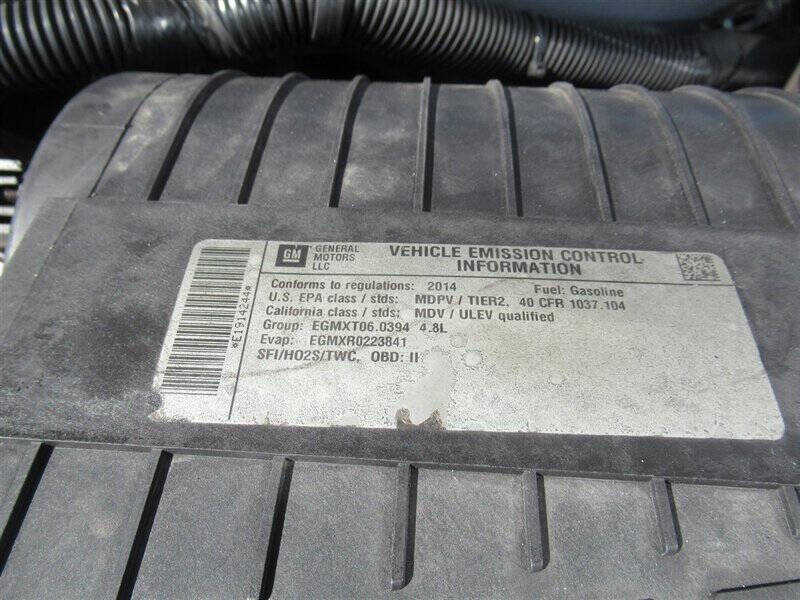 *E1914244*
GM
GENERAL
MOTORS
LLC
VEHICLE EMISSION CONTROL
INFORMATION
Conforms to regulations: 2014 Fuel: Gasoline
U.S. EPA class / stds: MDPV / TIER2, 40 CFR 1037.104
California class / stds: MDV / ULEV qualified
Group: EGMXT06.0394 4.8L
Evap: EGMXR0223841
SFI/HO2S/TWC, OBD: II